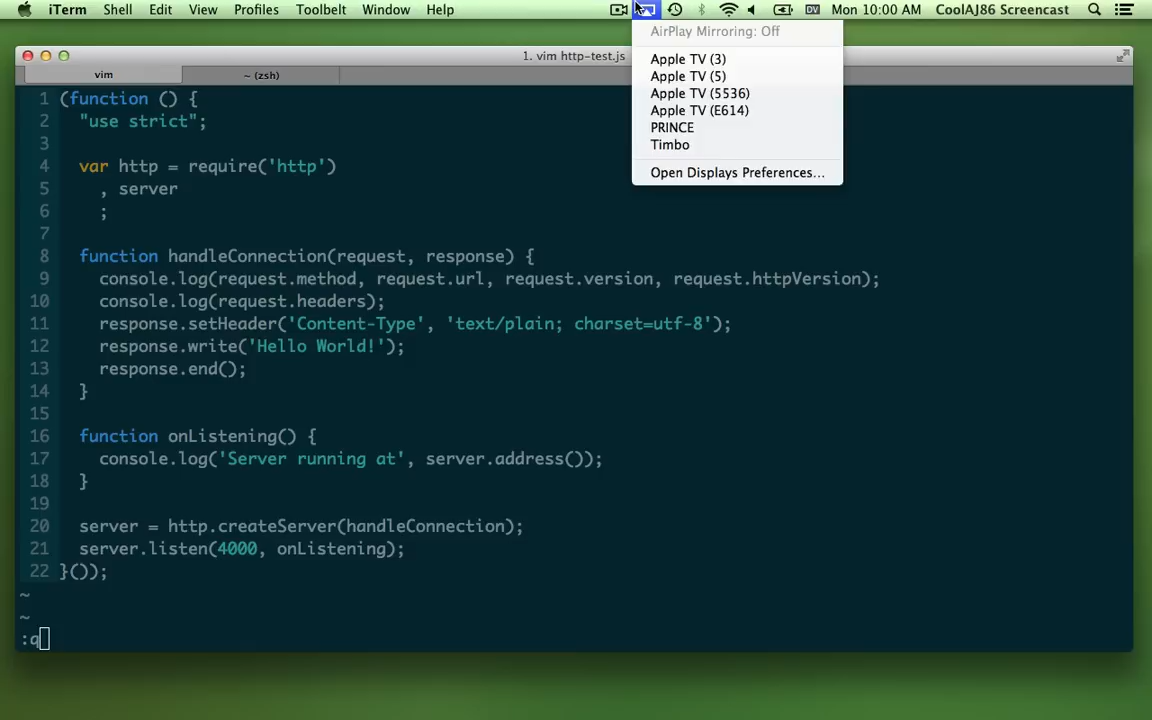 iTerm Shell Edit View Profiles Toolbelt Window Help DV Mon 10:00 AM CoolAJ86 Screencast
AirPlay Mirroring: Off
Apple TV (3)
Apple TV (5)
Apple TV (5536)
Apple TV (E614)
PRINCE
Timbo
Open Displays Preferences...
1. vim http-test.js
vim ~ (zsh)
1 (function () {
2 "use strict";
3
4 var http = require('http')
5 , server
6 ;
7
8 function handleConnection(request, response) {
9 console.log(request.method, request.url, request.version, request.httpVersion);
10 console.log(request.headers);
11 response.setHeader('Content-Type', 'text/plain; charset=utf-8');
12 response.write('Hello World!');
13 response.end();
14 }
15
16 function onListening() {
17 console.log('Server running at', server.address());
18 }
19
20 server = http.createServer(handleConnection);
21 server.listen(4000, onListening);
22 }());
~
~
:q